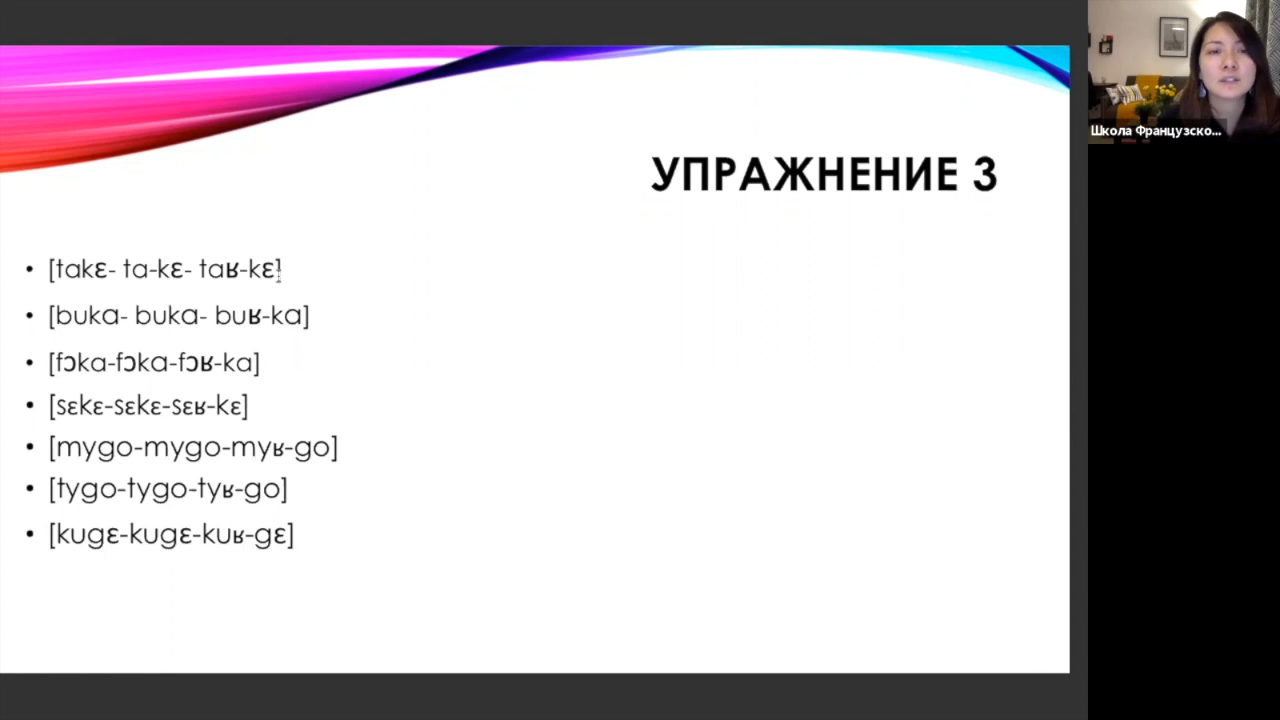 Школа Французско...
УПРАЖНЕНИЕ 3
• [takɛ- ta-kɛ- taʁ-kɛ]
• [buka- buka- buʁ-ka]
• [fɔka-fɔka-fɔʁ-ka]
• [sɛkɛ-sɛkɛ-sɛʁ-kɛ]
• [mygo-mygo-myʁ-go]
• [tygo-tygo-tyʁ-go]
• [kugɛ-kugɛ-kuʁ-gɛ]